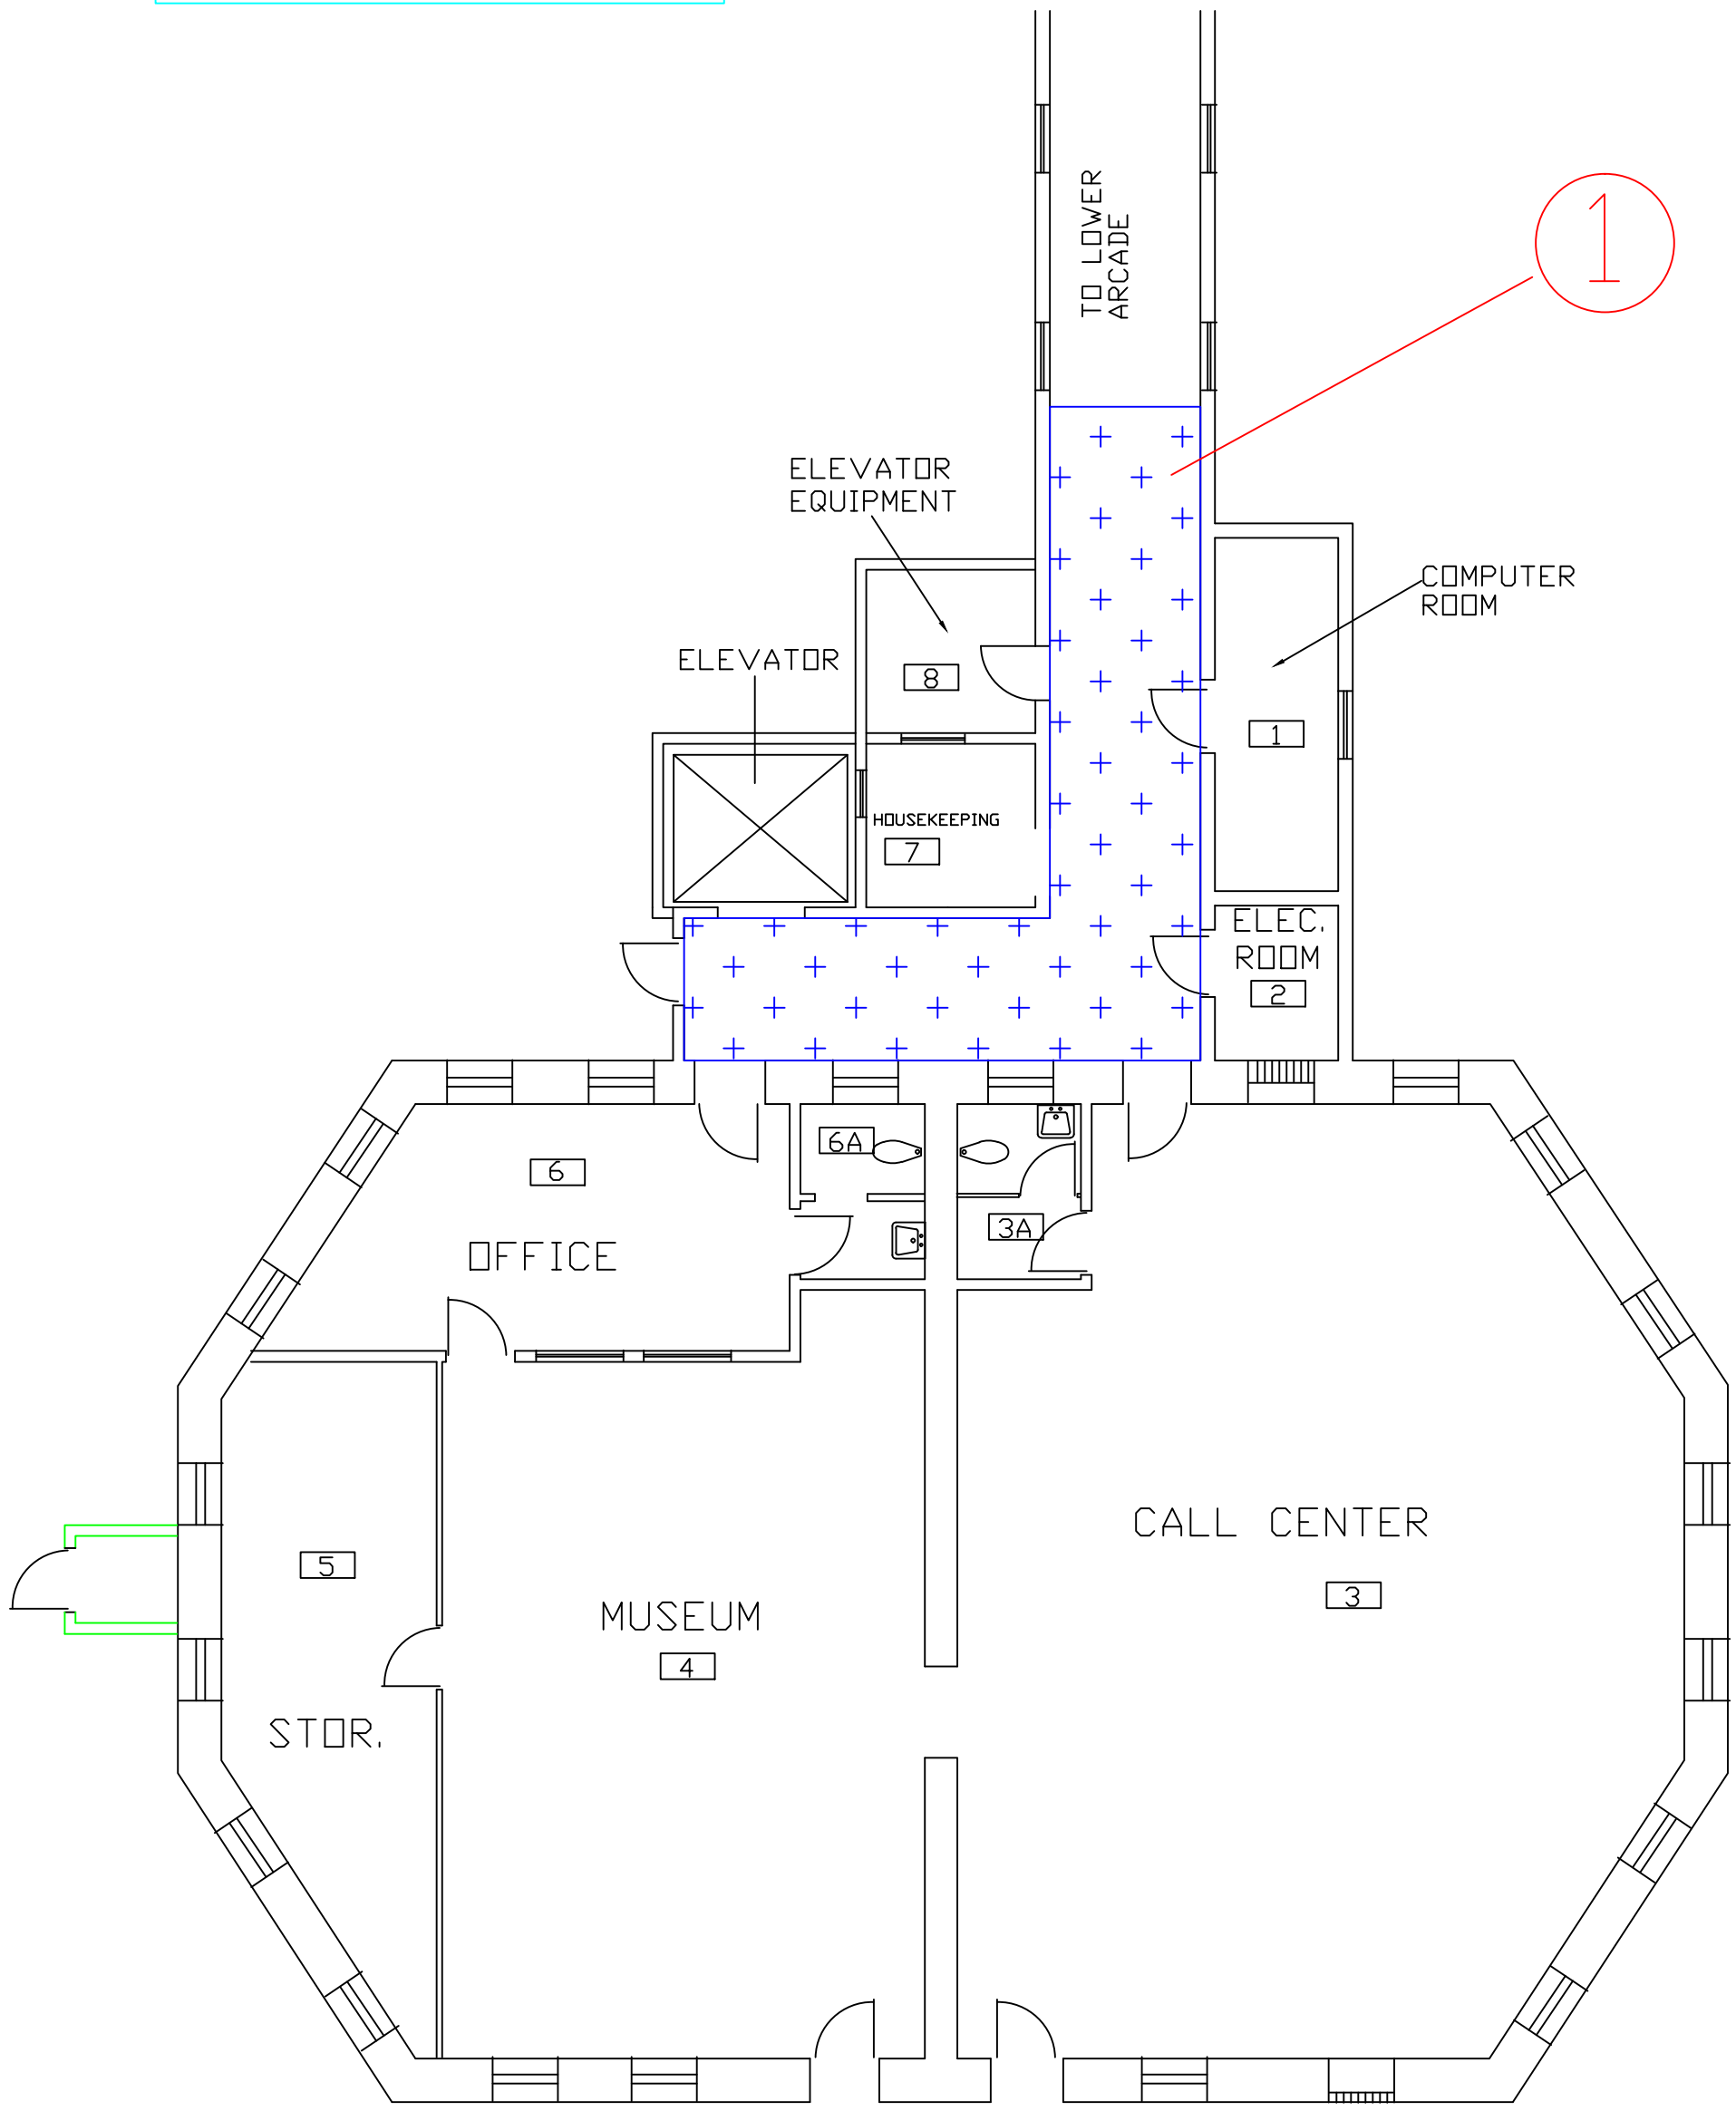 TO LOWER
ARCADE
1
ELEVATOR
EQUIPMENT
COMPUTER
ROOM
ELEVATOR
8
1
HOUSEKEEPING
7
ELEC.
ROOM
2
6A
6
3A
OFFICE
CALL CENTER
5
3
MUSEUM
4
STOR.